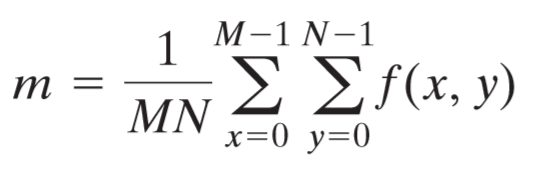 m = \frac{1}{MN} \sum_{x=0}^{M-1} \sum_{y=0}^{N-1} f(x, y)